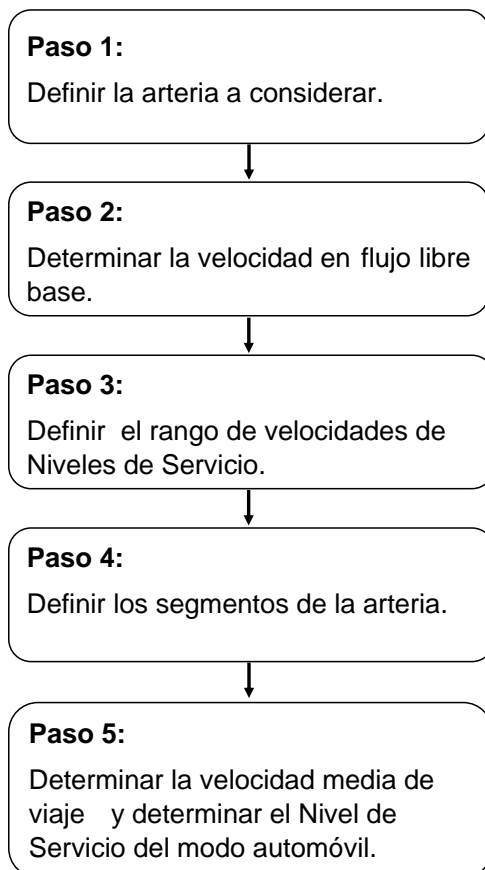 Paso 1:
Definir la arteria a considerar.
Paso 2:
Determinar la velocidad en flujo libre
base.
Paso 3:
Definir el rango de velocidades de
Niveles de Servicio.
Paso 4:
Definir los segmentos de la arteria.
Paso 5:
Determinar la velocidad media de
viaje y determinar el Nivel de
Servicio del modo automóvil.